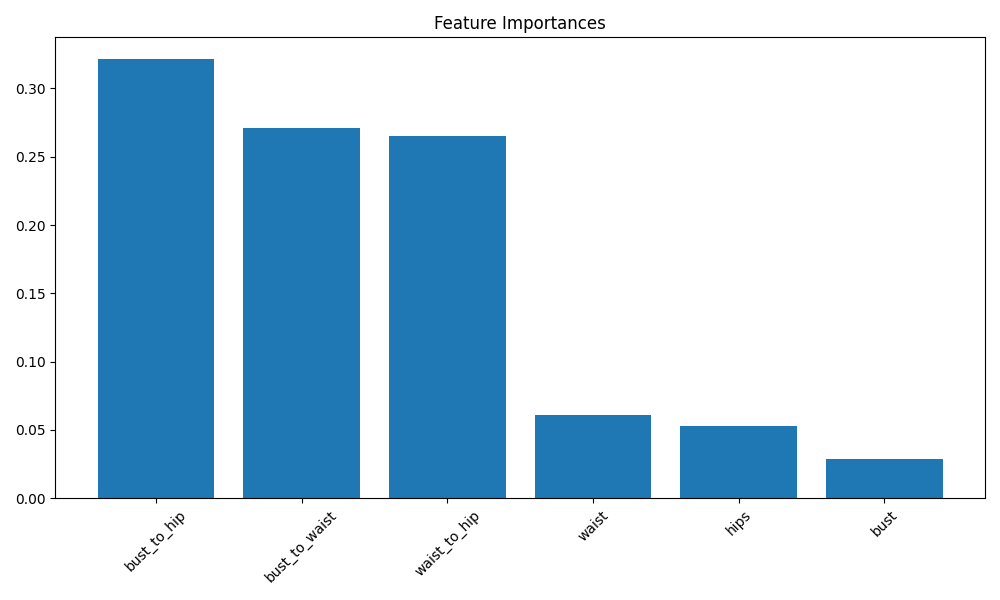 Feature Importances
0.30
0.25
0.20
0.15
0.10
0.05
0.00
bust_to_hip
bust_to_waist
waist_to_hip
waist
hips
bust